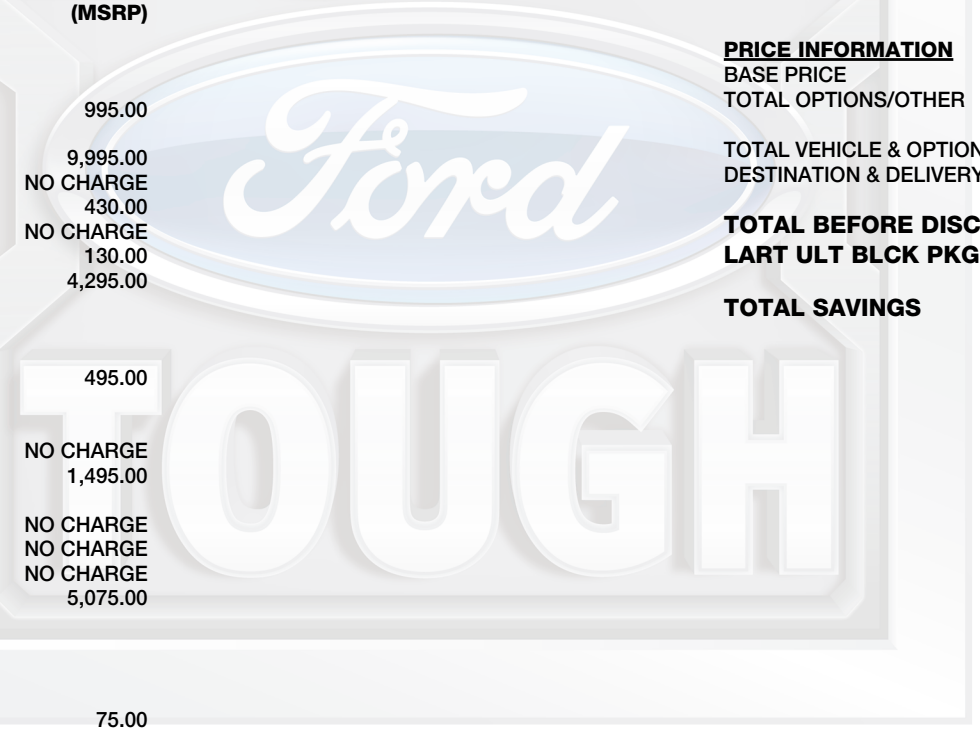 (MSRP)
995.00
9,995.00
NO CHARGE
430.00
NO CHARGE
130.00
4,295.00
495.00
NO CHARGE
1,495.00
NO CHARGE
NO CHARGE
NO CHARGE
5,075.00
75.00
PRICE INFORMATION
BASE PRICE
TOTAL OPTIONS/OTHER
TOTAL VEHICLE & OPTION
DESTINATION & DELIVERY
TOTAL BEFORE DISC
LART ULT BLCK PKG
TOTAL SAVINGS
Ford
TOUGH